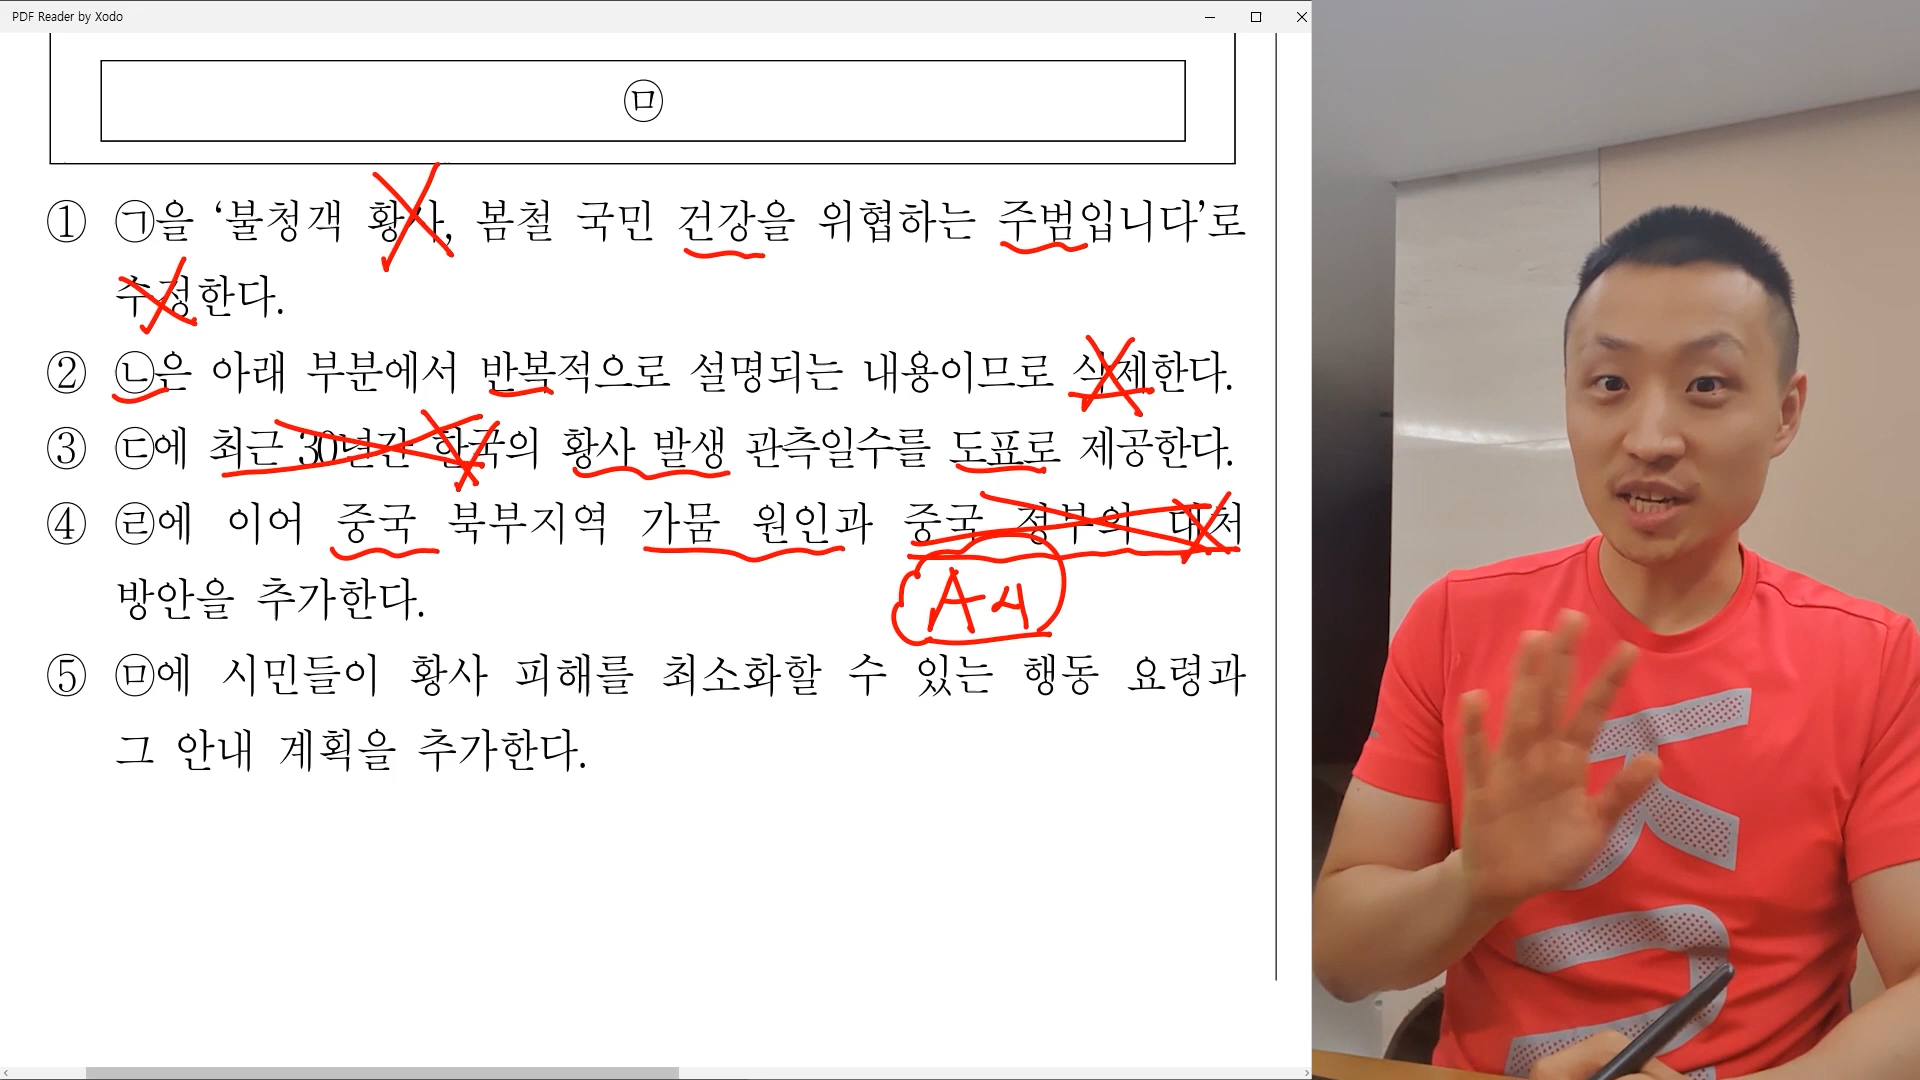 PDF Reader by Xodo
㉤
① ㉠을 ‘불청객 황사, 봄철 국민 건강을 위협하는 주범입니다’로
수정한다.
② ㉡은 아래 부분에서 반복적으로 설명되는 내용이므로 삭제한다.
③ ㉢에 최근 30년간 한국의 황사 발생 관측일수를 도표로 제공한다.
④ ㉣에 이어 중국 북부지역 가뭄 원인과 중국 정부의 대처
방안을 추가한다.
A4
⑤ ㉤에 시민들이 황사 피해를 최소화할 수 있는 행동 요령과
그 안내 계획을 추가한다.